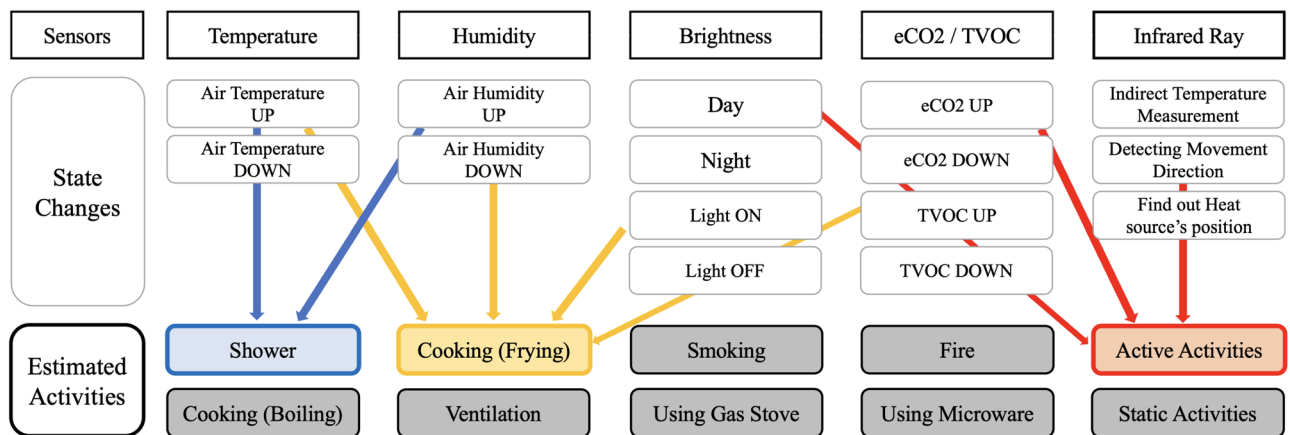 Sensors
Temperature
Humidity
Brightness
eCO2 / TVOC
Infrared Ray
State
Changes
Air Temperature
UP
Air Temperature
DOWN
Air Humidity
UP
Air Humidity
DOWN
Day
Night
Light ON
Light OFF
eCO2 UP
eCO2 DOWN
TVOC UP
TVOC DOWN
Indirect Temperature
Measurement
Detecting Movement
Direction
Find out Heat
source's position
Estimated
Activities
Shower
Cooking (Frying)
Smoking
Fire
Active Activities
Cooking (Boiling)
Ventilation
Using Gas Stove
Using Microware
Static Activities